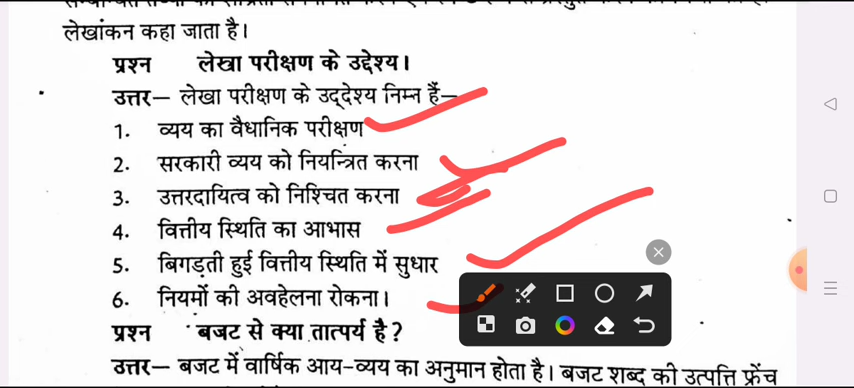 लेखांकन कहा जाता है।
प्रश्न लेखा परीक्षण के उद्देश्य।
उत्तर— लेखा परीक्षण के उद्देश्य निम्न हैं—
1. व्यय का वैधानिक परीक्षण
2. सरकारी व्यय को नियन्त्रित करना
3. उत्तरदायित्व को निश्चित करना
4. वित्तीय स्थिति का आभास
5. बिगड़ती हुई वित्तीय स्थिति में सुधार
6. नियमों की अवहेलना रोकना।
प्रश्न बजट से क्या तात्पर्य है?
उत्तर— बजट में वार्षिक आय-व्यय का अनुमान होता है। बजट शब्द की उत्पत्ति फ्रेंच